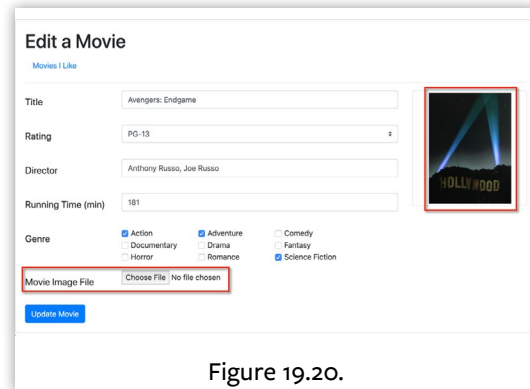 Edit a Movie
Movies I Like
Title
Avengers: Endgame
Rating
PG-13
Director
Anthony Russo, Joe Russo
Running Time (min)
181
Genre
Action Adventure Comedy
Documentary Drama Fantasy
Horror Romance Science Fiction
Movie Image File
Choose File No file chosen
Update Movie
HOLLYWOOD
Figure 19.20.